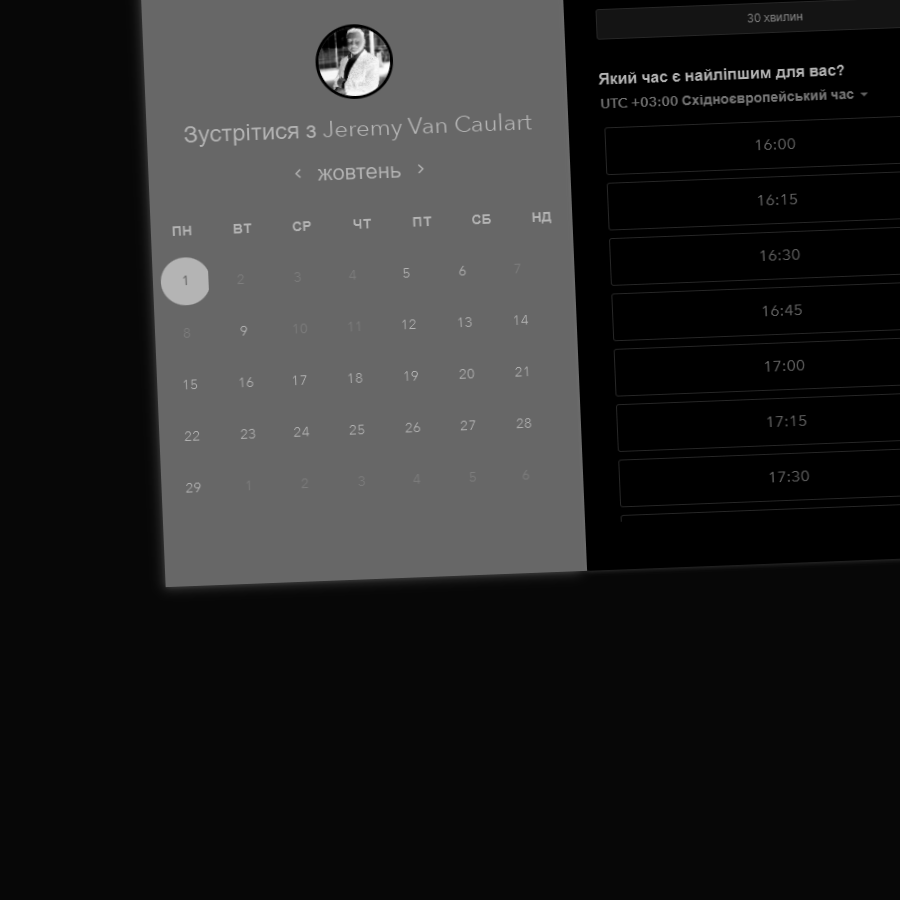 Зустрітися з Jeremy Van Caulart
жовтень
ПН ВТ СР ЧТ ПТ СБ НД
1 2 3 4 5 6 7
8 9 10 11 12 13 14
15 16 17 18 19 20 21
22 23 24 25 26 27 28
29 1 2 3 4 5 6
30 хвилин
Який час є найліпшим для вас?
UTC +03:00 Східноєвропейський час
16:00
16:15
16:30
16:45
17:00
17:15
17:30